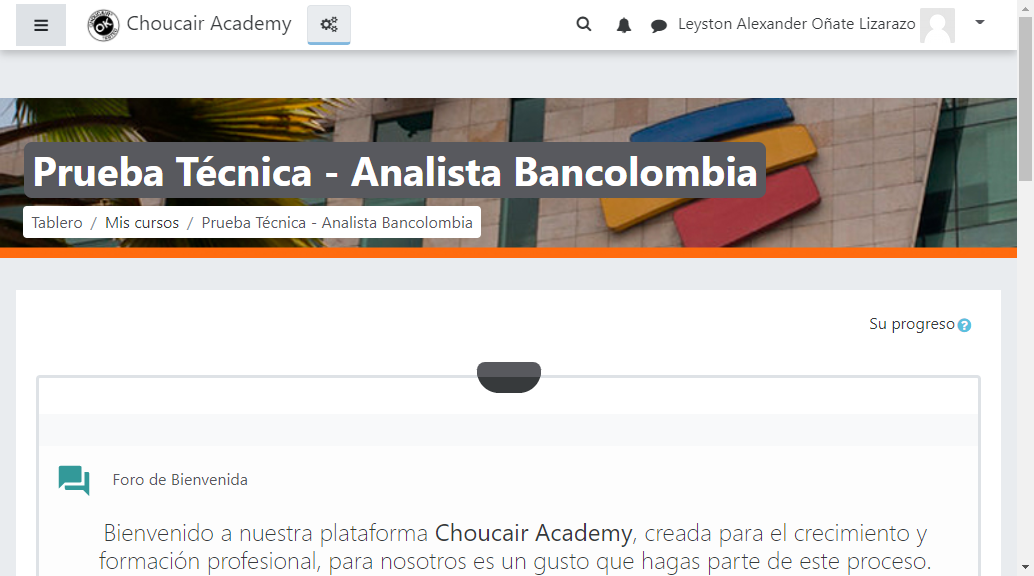 Choucair Academy
Leyston Alexander Oñate Lizarazo
Prueba Técnica - Analista Bancolombia
Tablero / Mis cursos / Prueba Técnica - Analista Bancolombia
Su progreso
Foro de Bienvenida
Bienvenido a nuestra plataforma Choucair Academy, creada para el crecimiento y
formación profesional, para nosotros es un gusto que hagas parte de este proceso.